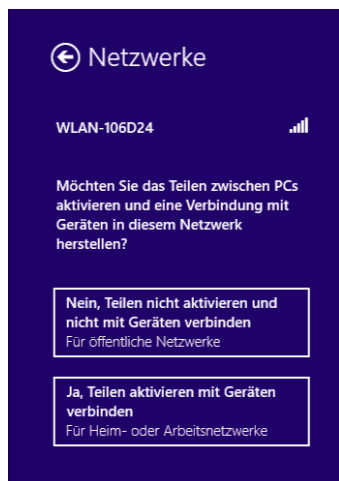 Netzwerke
WLAN-106D24
Möchten Sie das Teilen zwischen PCs
aktivieren und eine Verbindung mit
Geräten in diesem Netzwerk
herstellen?
Nein, Teilen nicht aktivieren und
nicht mit Geräten verbinden
Für öffentliche Netzwerke
Ja, Teilen aktivieren mit Geräten
verbinden
Für Heim- oder Arbeitsnetzwerke